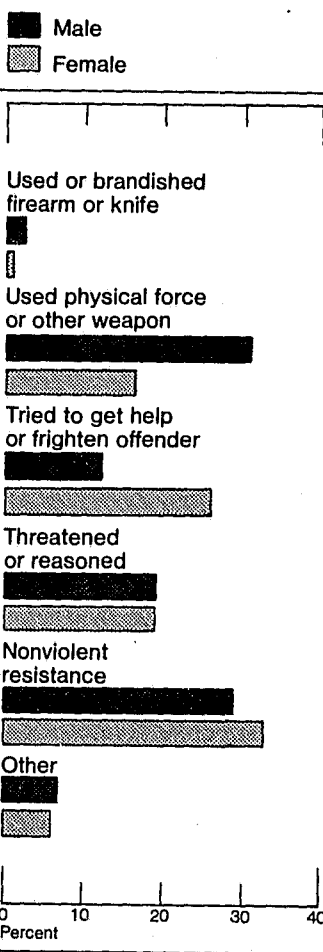 Male
Female
Used or brandished
firearm or knife
Used physical force
or other weapon
Tried to get help
or frighten offender
Threatened
or reasoned
Nonviolent
resistance
Other
0 10 20 30 40
Percent